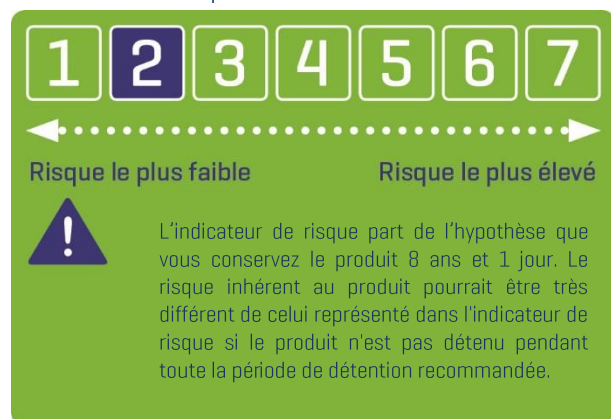 1 2 3 4 5 6 7
Risque le plus faible Risque le plus élevé
!
L'indicateur de risque part de l'hypothèse que
vous conservez le produit 8 ans et 1 jour. Le
risque inhérent au produit pourrait être très
différent de celui représenté dans l'indicateur de
risque si le produit n'est pas détenu pendant
toute la période de détention recommandée.